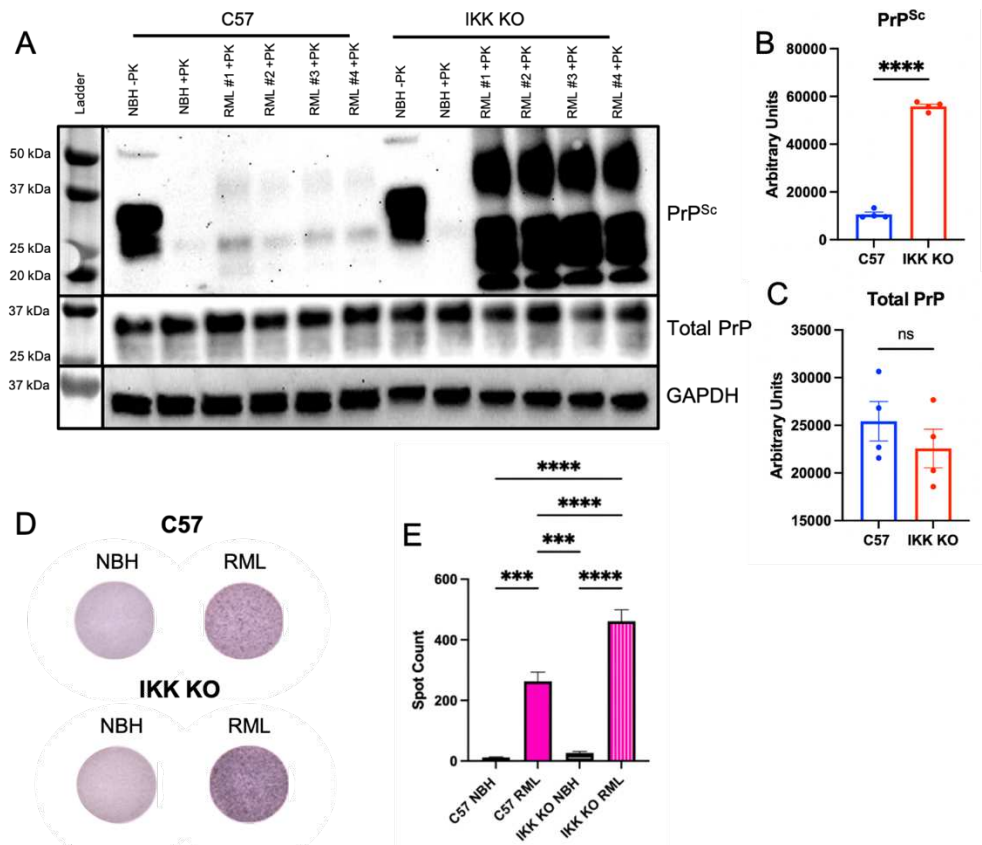 A
C57
IKK KO
Ladder
NBH -PK
NBH +PK
RML #1 +PK
RML #2 +PK
RML #3 +PK
RML #4 +PK
NBH -PK
NBH +PK
RML #1 +PK
RML #2 +PK
RML #3 +PK
RML #4 +PK
50 kDa
37 kDa
25 kDa
20 kDa
PrPSc
37 kDa
25 kDa
Total PrP
37 kDa
GAPDH
B
PrPSc
****
Arbitrary Units
80000
60000
40000
20000
0
C57 IKK KO
C
Total PrP
ns
Arbitrary Units
35000
30000
25000
20000
15000
C57 IKK KO
D
C57
NBH RML
IKK KO
NBH RML
E
****
****
***
*** ****
Spot Count
600
400
200
0
C57 NBH
C57 RML
IKK KO NBH
IKK KO RML